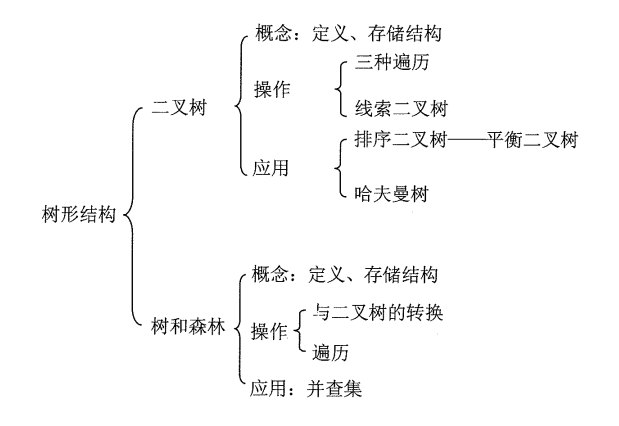 概念：定义、存储结构
三种遍历
操作
线索二叉树
二叉树
排序二叉树——平衡二叉树
应用
哈夫曼树
树形结构
概念：定义、存储结构
与二叉树的转换
操作
遍历
树和森林
应用：并查集